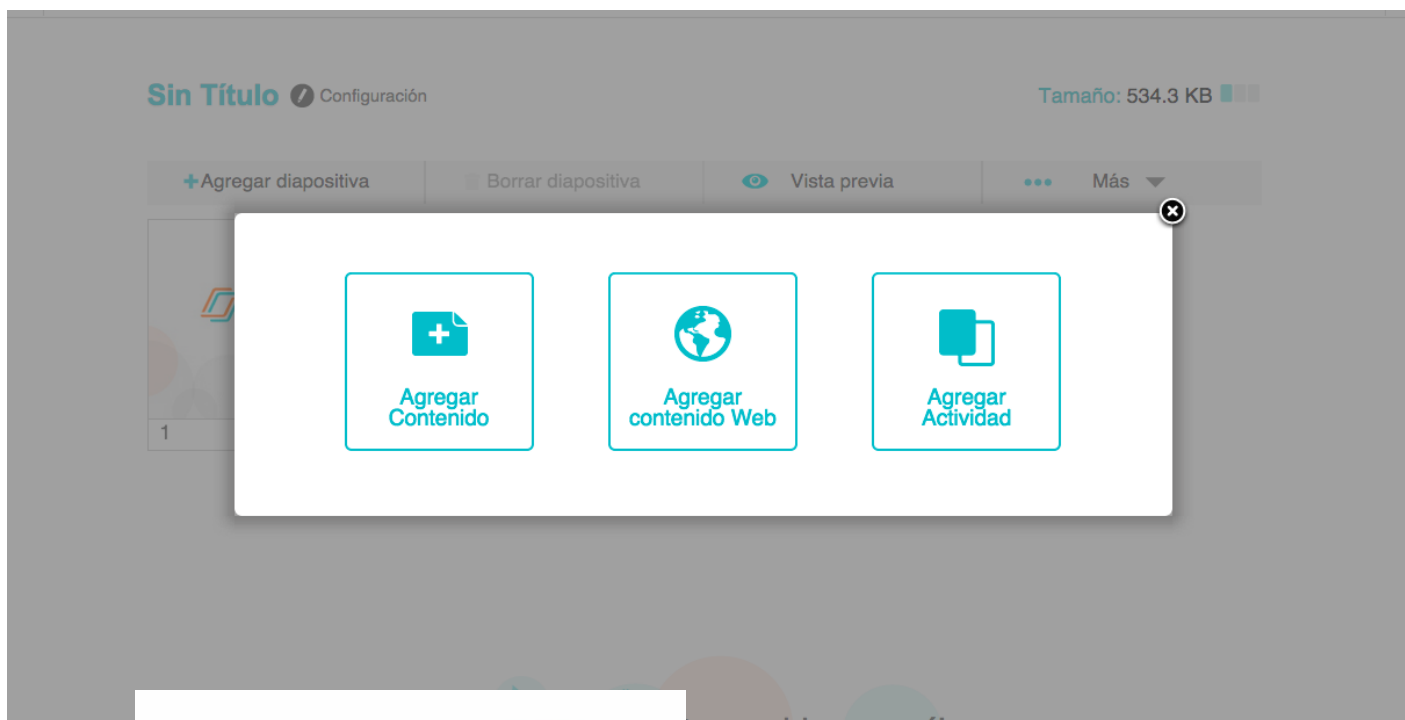 Sin Título Configuración
Tamaño: 534.3 KB
+Agregar diapositiva Borrar diapositiva Vista previa ••• Más
Agregar
Contenido
Agregar
contenido Web
Agregar
Actividad
1